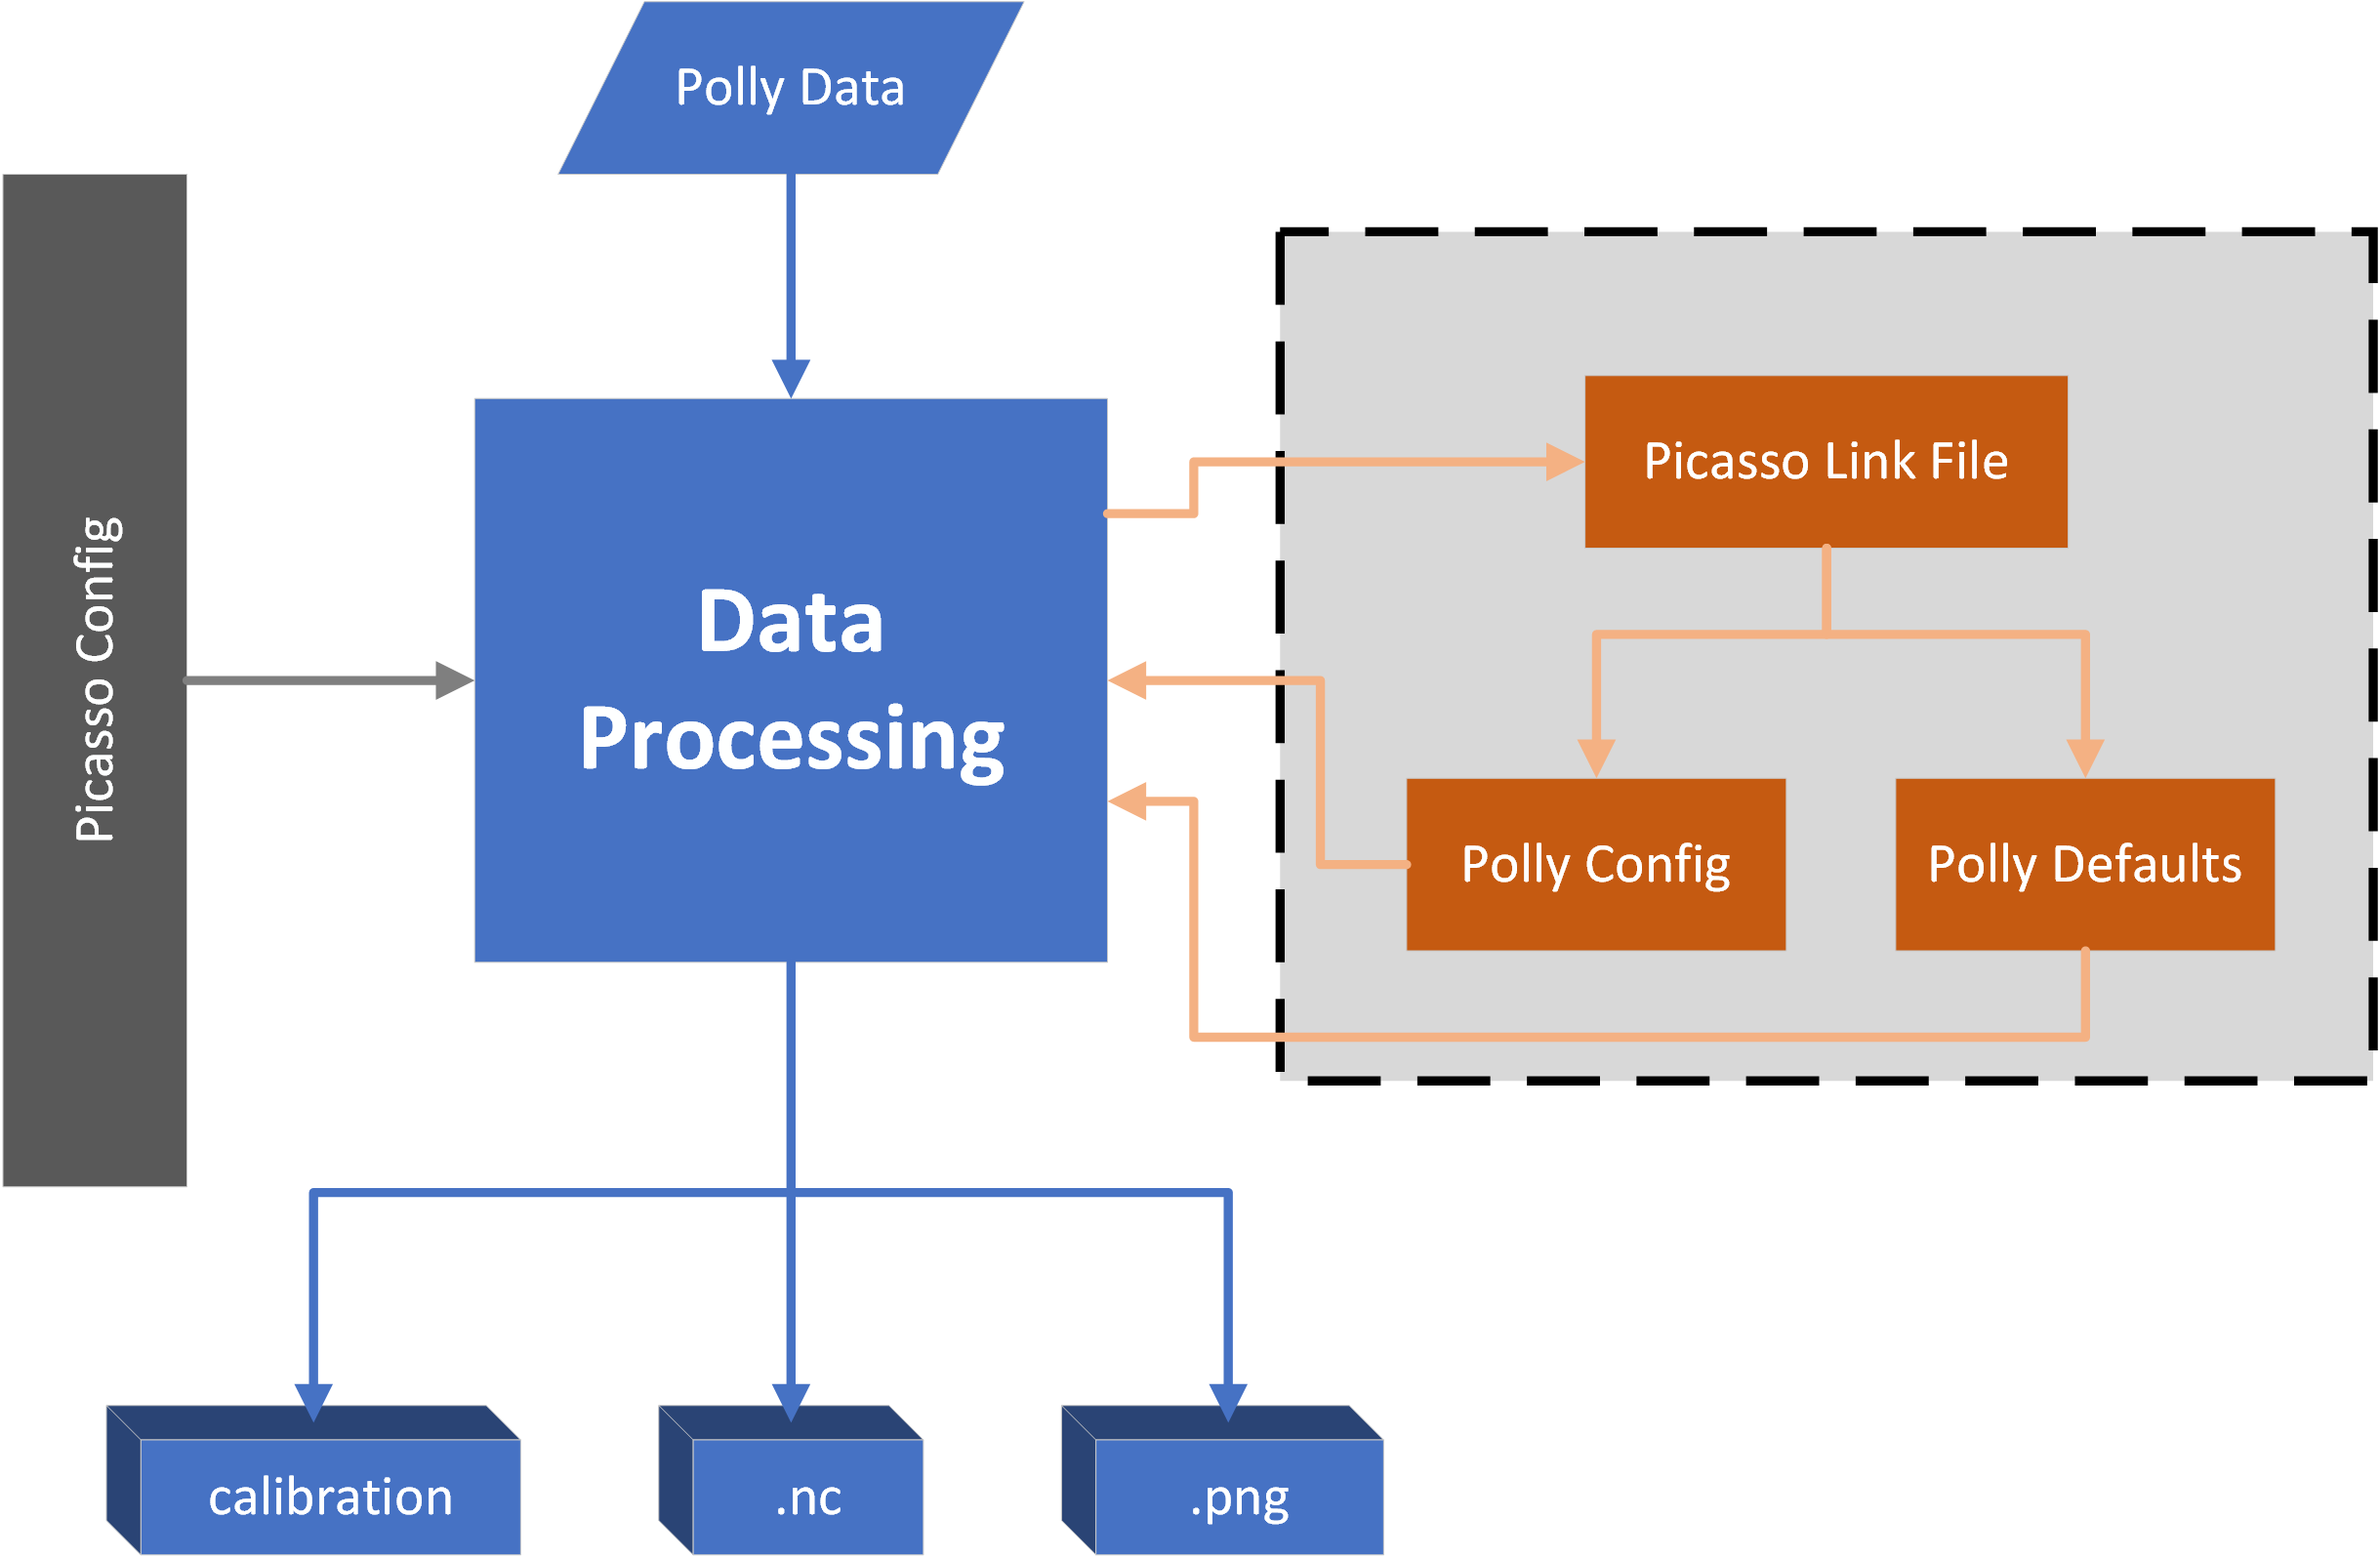 Polly Data
Picasso Config
Picasso Link File
Data
Processing
Polly Config
Polly Defaults
calibration
.nc
.png